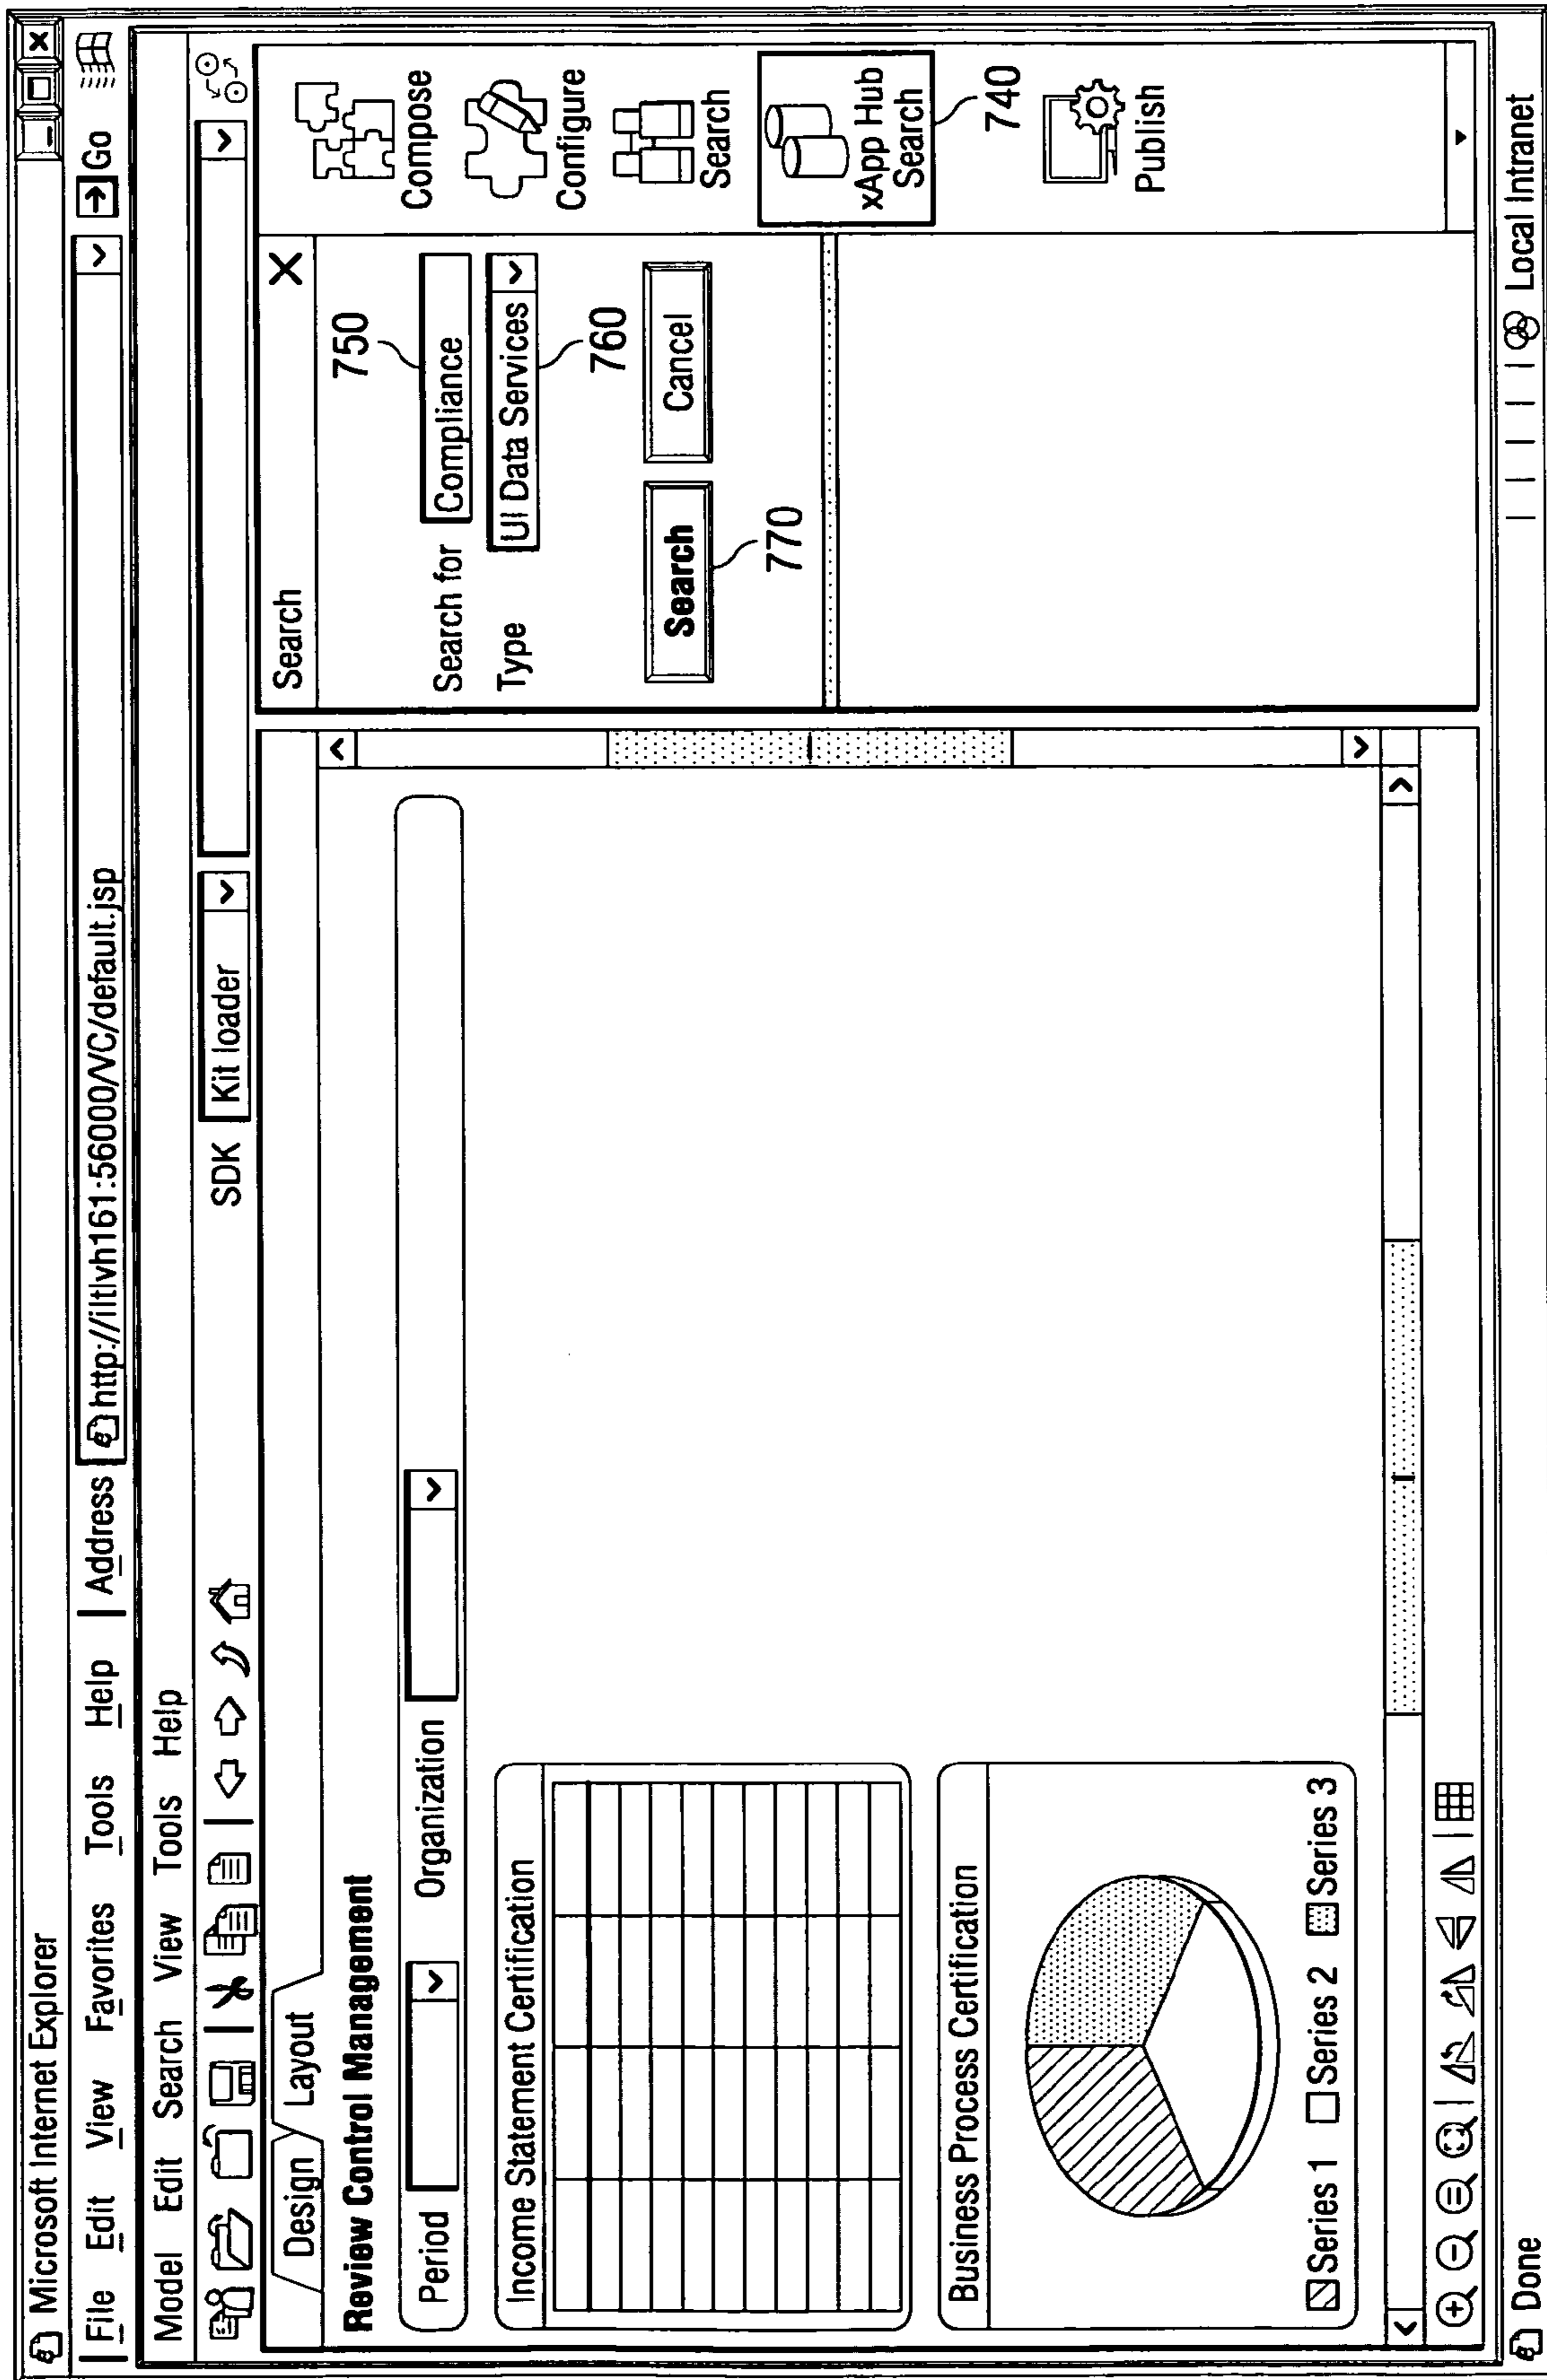 Microsoft Internet Explorer
File Edit View Favorites Tools Help Address http://iltlvh161:56000/VC/default.jsp Go
Model Edit Search View Tools Help
SDK Kit loader
Design Layout
Review Control Management
Period Organization
Income Statement Certification
Business Process Certification
Series 1 Series 2 Series 3
Search
750
Search for Compliance
Type UI Data Services
760
Search Cancel
770
Compose
Configure
Search
xApp Hub
Search
740
Publish
Done Local Intranet